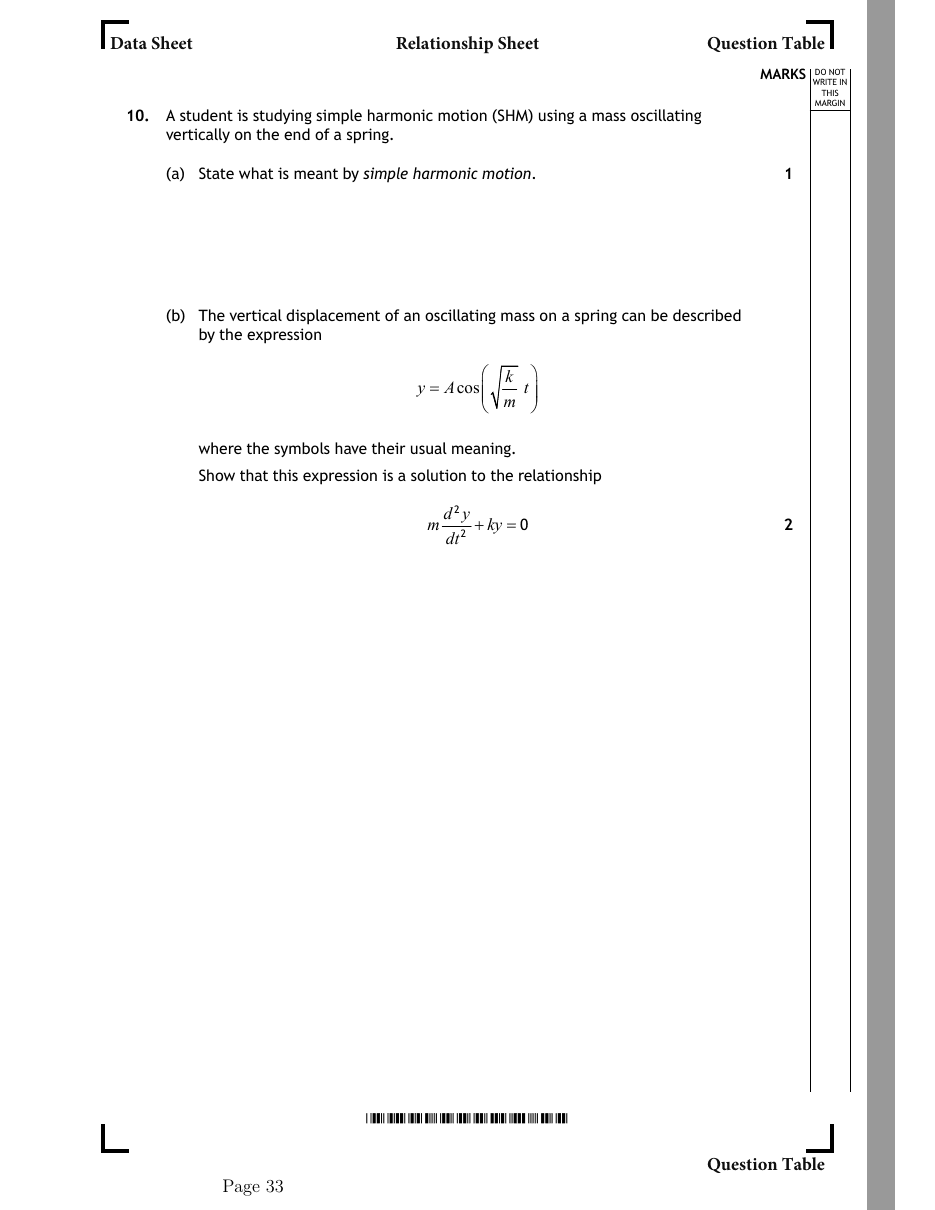 Data Sheet Relationship Sheet Question Table
MARKS
DO NOT
WRITE IN
THIS
MARGIN
10. A student is studying simple harmonic motion (SHM) using a mass oscillating
vertically on the end of a spring.
(a) State what is meant by simple harmonic motion. 1
(b) The vertical displacement of an oscillating mass on a spring can be described
by the expression
y = A cos(√(k/m) t)
where the symbols have their usual meaning.
Show that this expression is a solution to the relationship
m d²y/dt² + ky = 0 2
Question Table
Page 33